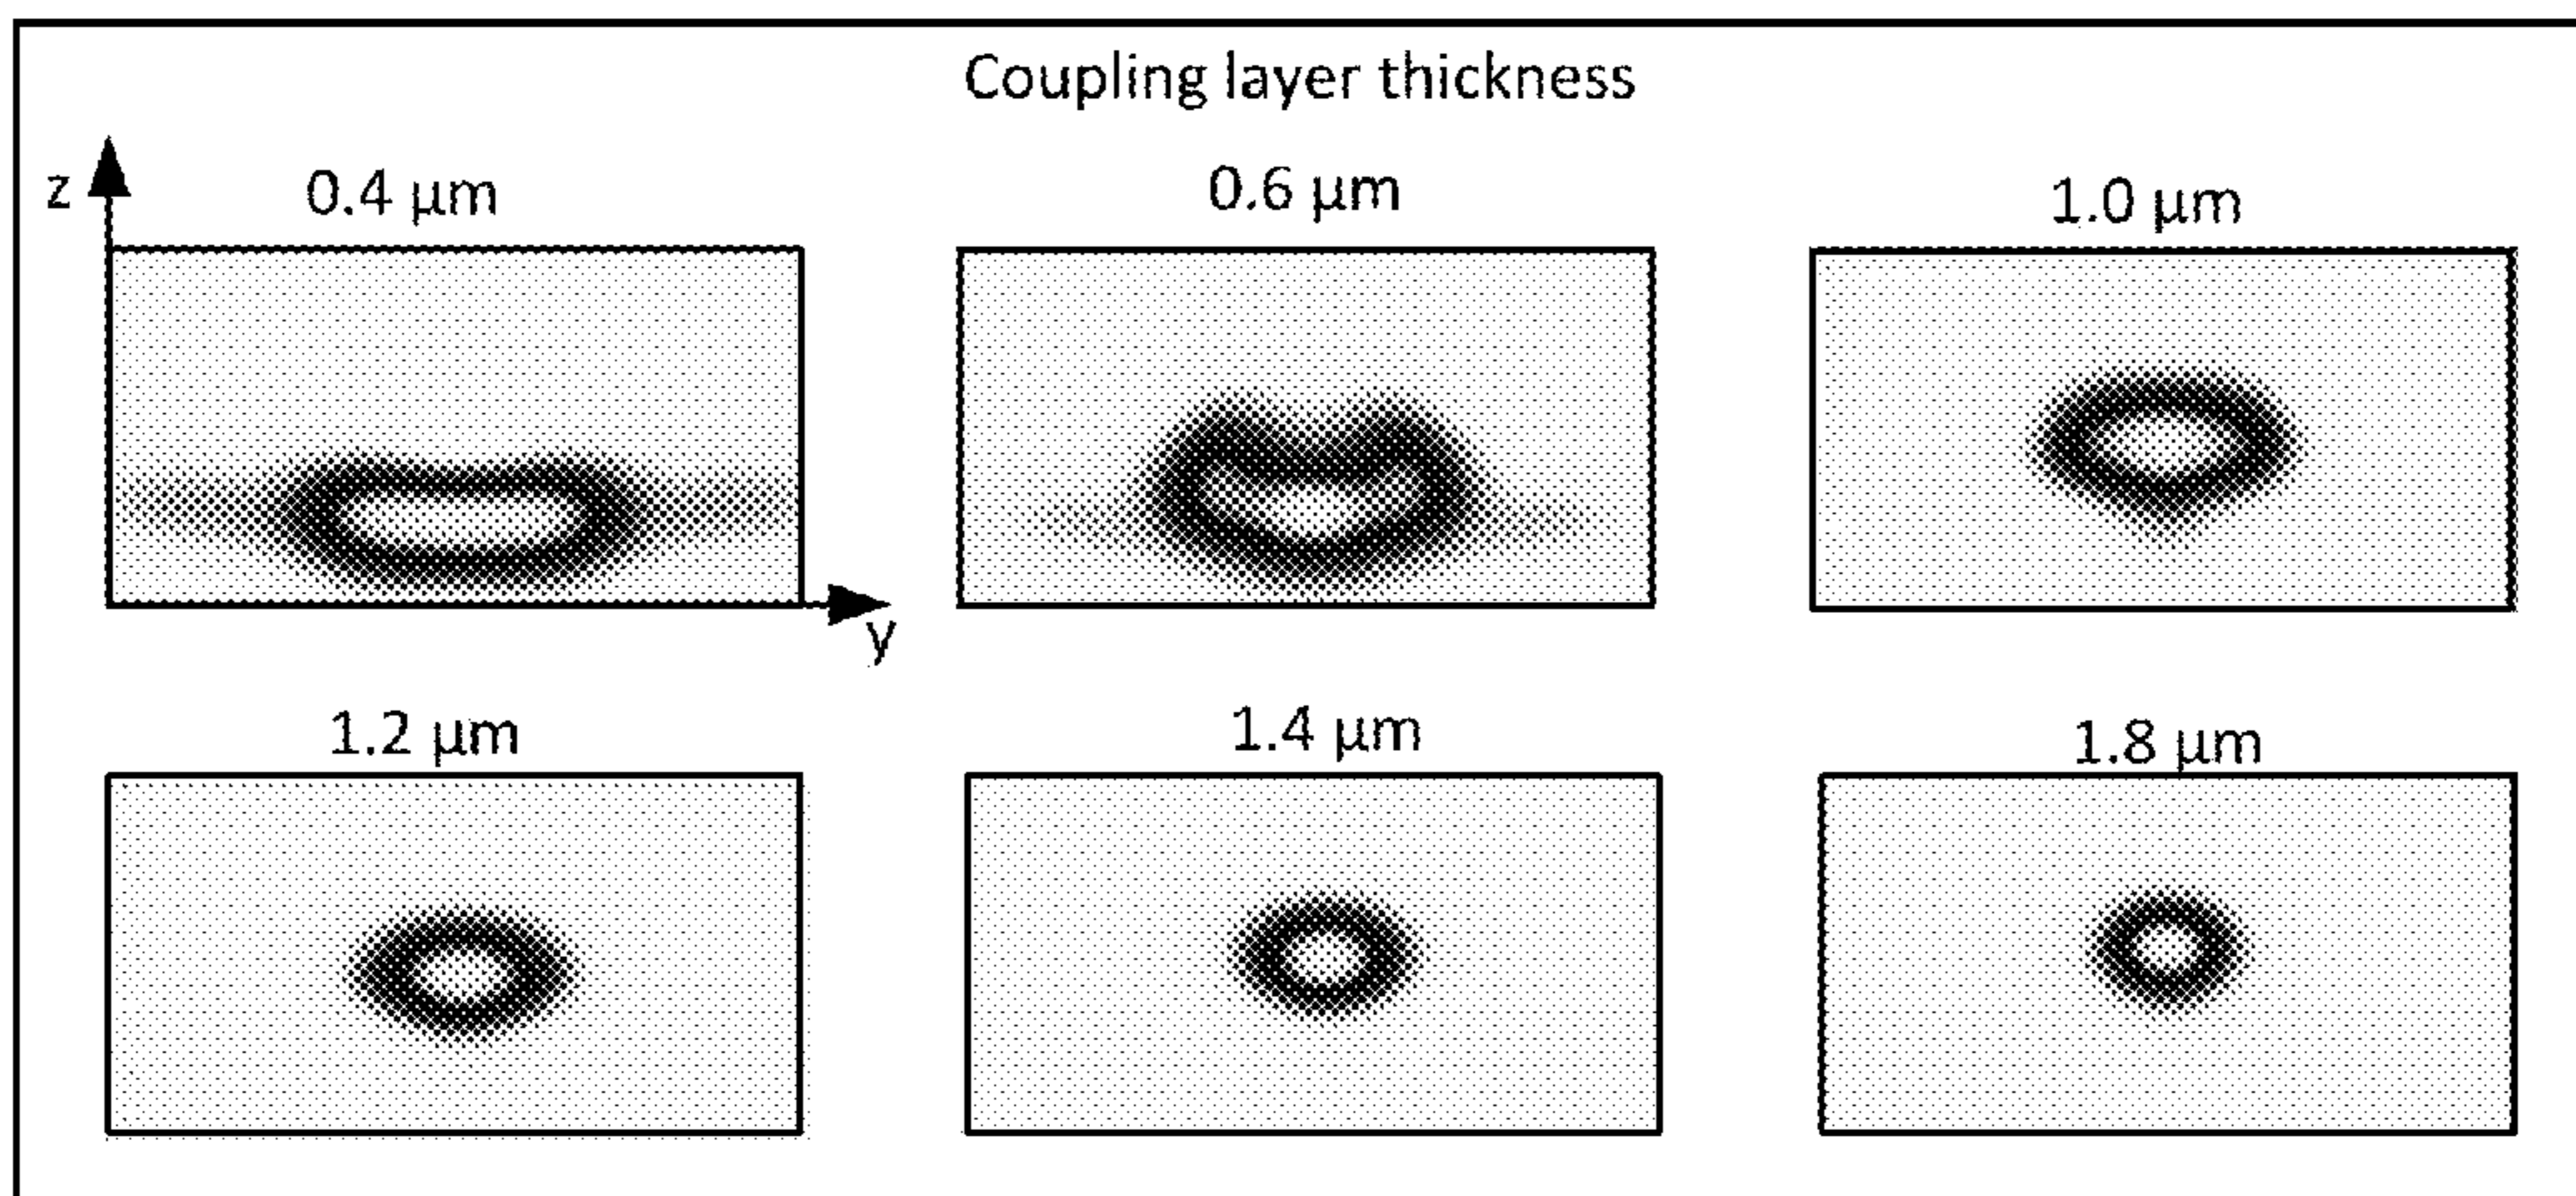 Coupling layer thickness
z
0.4 μm
0.6 μm
1.0 μm
y
1.2 μm
1.4 μm
1.8 μm